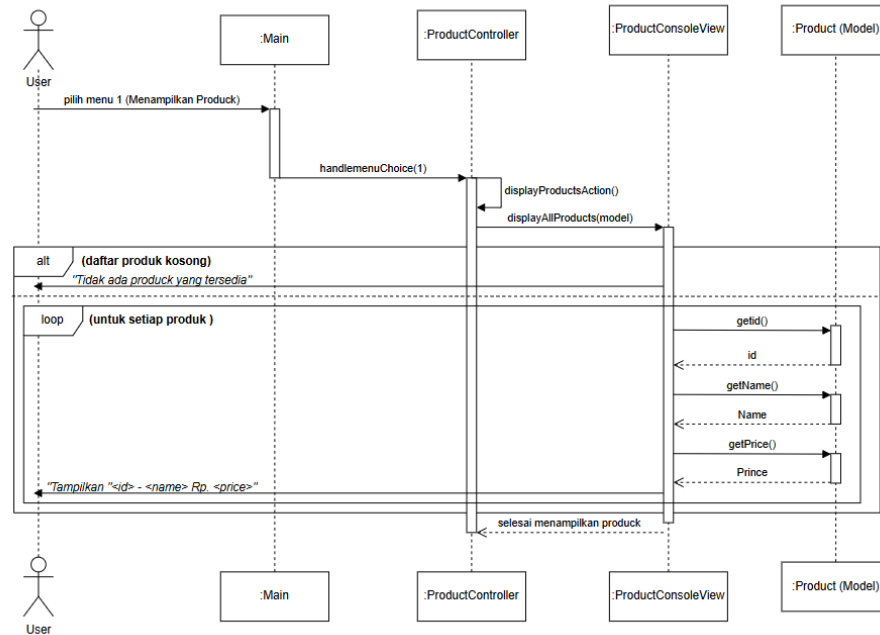 User
:Main
:ProductController
:ProductConsoleView
:Product (Model)
pilih menu 1 (Menampilkan Produck)
handlemenuChoice(1)
displayProductsAction()
displayAllProducts(model)
alt
(daftar produk kosong)
"Tidak ada produck yang tersedia"
loop
(untuk setiap produk )
getid()
id
getName()
Name
getPrice()
Prince
"Tampilkan "<id> - <name> Rp. <price>"
selesai menampilkan produck
User
:Main
:ProductController
:ProductConsoleView
:Product (Model)